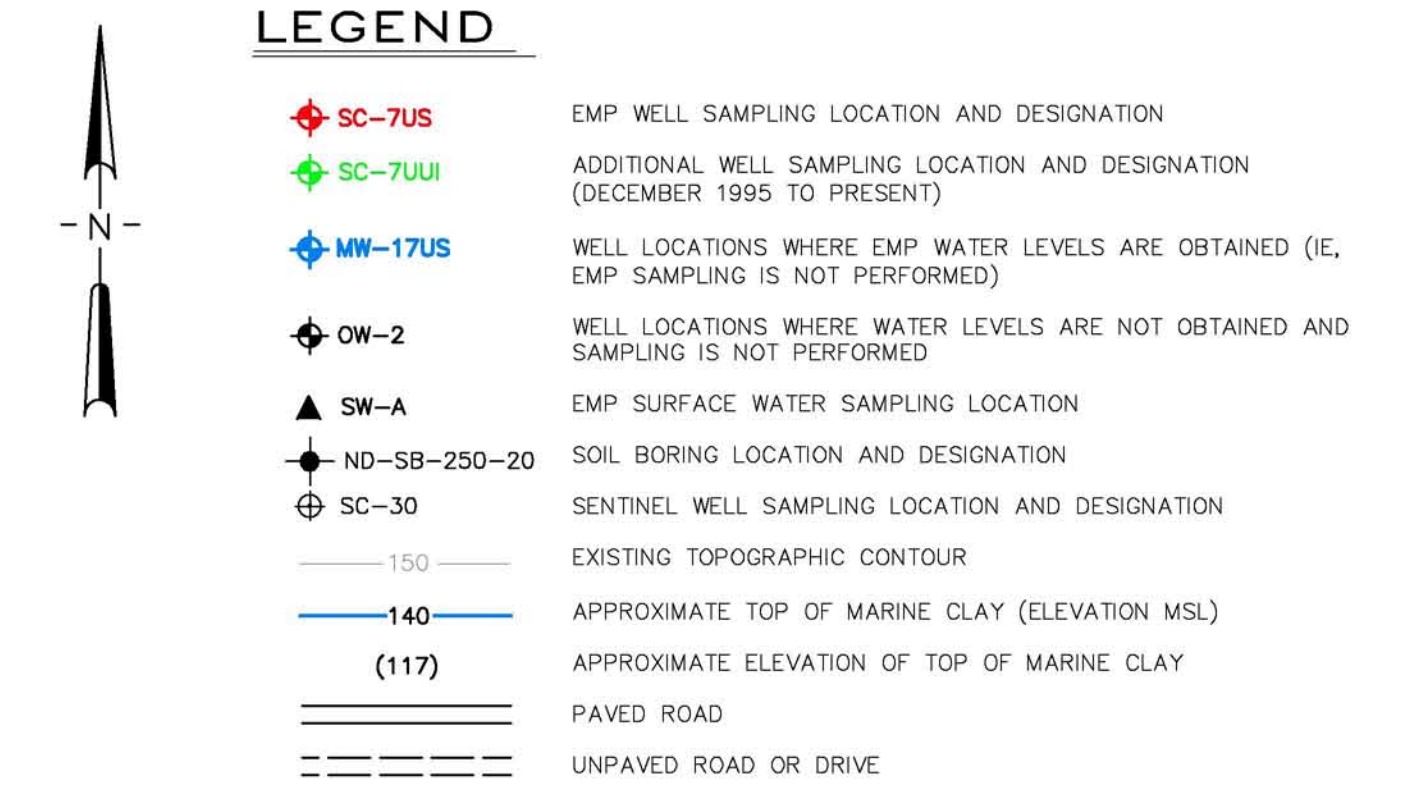 LEGEND
SC-7US EMP WELL SAMPLING LOCATION AND DESIGNATION
SC-7UUI ADDITIONAL WELL SAMPLING LOCATION AND DESIGNATION
(DECEMBER 1995 TO PRESENT)
-N-
MW-17US WELL LOCATIONS WHERE EMP WATER LEVELS ARE OBTAINED (IE,
EMP SAMPLING IS NOT PERFORMED)
OW-2 WELL LOCATIONS WHERE WATER LEVELS ARE NOT OBTAINED AND
SAMPLING IS NOT PERFORMED
SW-A EMP SURFACE WATER SAMPLING LOCATION
ND-SB-250-20 SOIL BORING LOCATION AND DESIGNATION
SC-30 SENTINEL WELL SAMPLING LOCATION AND DESIGNATION
150 EXISTING TOPOGRAPHIC CONTOUR
140 APPROXIMATE TOP OF MARINE CLAY (ELEVATION MSL)
(117) APPROXIMATE ELEVATION OF TOP OF MARINE CLAY
PAVED ROAD
UNPAVED ROAD OR DRIVE